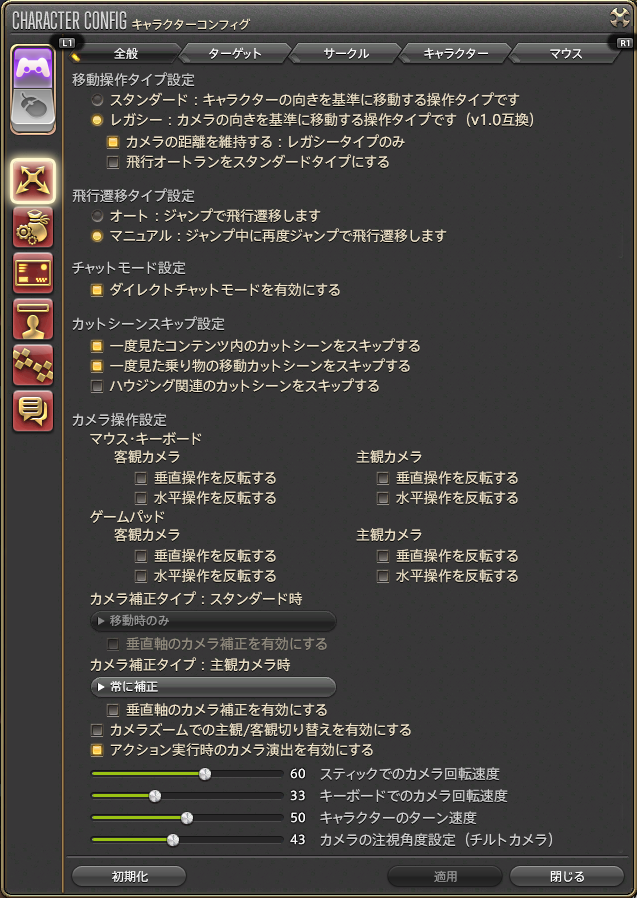 CHARACTER CONFIG キャラクターコンフィグ
L1 全般 ターゲット サークル キャラクター マウス R1
移動操作タイプ設定
スタンダード：キャラクターの向きを基準に移動する操作タイプです
レガシー：カメラの向きを基準に移動する操作タイプです（v1.0互換）
カメラの距離を維持する：レガシータイプのみ
飛行オートランをスタンダードタイプにする
飛行遷移タイプ設定
オート：ジャンプで飛行遷移します
マニュアル：ジャンプ中に再度ジャンプで飛行遷移します
チャットモード設定
ダイレクトチャットモードを有効にする
カットシーンスキップ設定
一度見たコンテンツ内のカットシーンをスキップする
一度見た乗り物の移動カットシーンをスキップする
ハウジング関連のカットシーンをスキップする
カメラ操作設定
マウス・キーボード
客観カメラ 主観カメラ
垂直操作を反転する 垂直操作を反転する
水平操作を反転する 水平操作を反転する
ゲームパッド
客観カメラ 主観カメラ
垂直操作を反転する 垂直操作を反転する
水平操作を反転する 水平操作を反転する
カメラ補正タイプ：スタンダード時
移動時のみ
垂直軸のカメラ補正を有効にする
カメラ補正タイプ：主観カメラ時
常に補正
垂直軸のカメラ補正を有効にする
カメラズームでの主観/客観切り替えを有効にする
アクション実行時のカメラ演出を有効にする
60 スティックでのカメラ回転速度
33 キーボードでのカメラ回転速度
50 キャラクターのターン速度
43 カメラの注視角度設定（チルトカメラ）
初期化 適用 閉じる